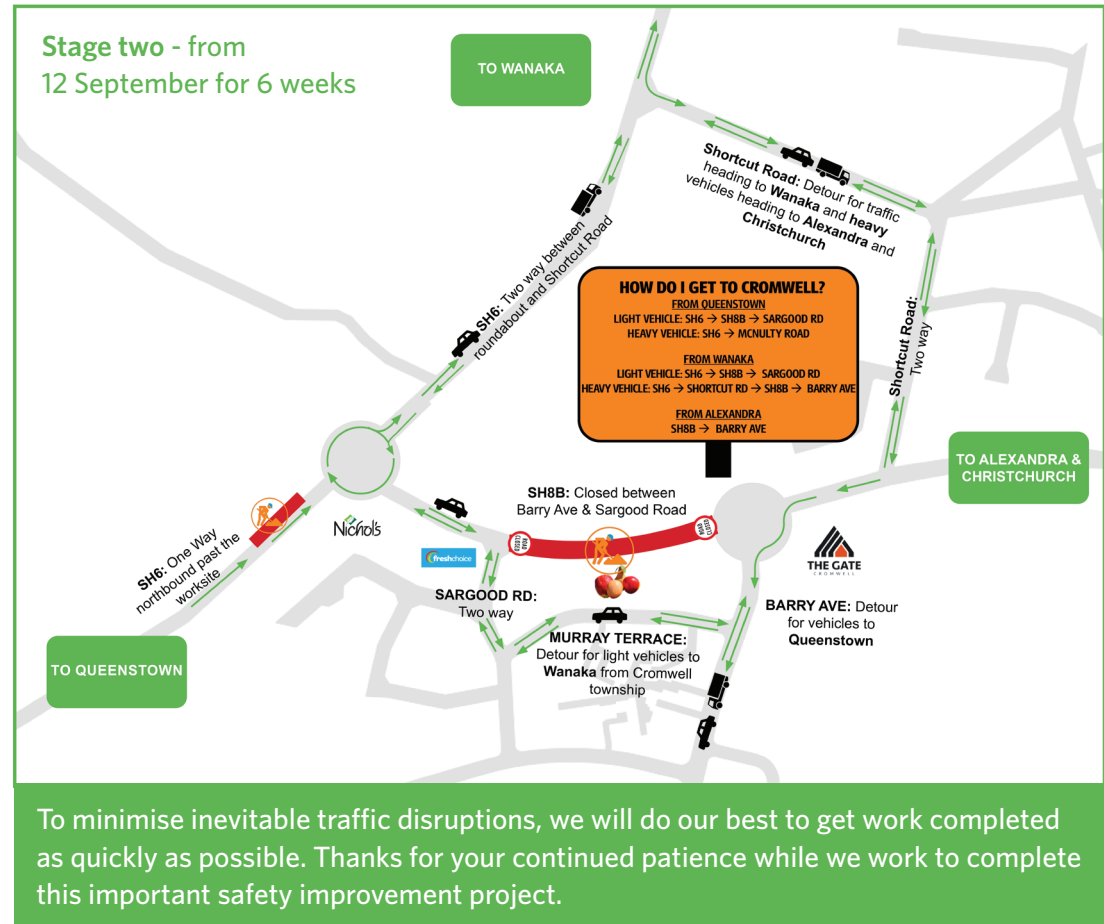 Stage two - from
12 September for 6 weeks
TO WANAKA
Shortcut Road: Detour for traffic
heading to Wanaka and heavy
vehicles heading to Alexandra and
Christchurch
SH6: Two way between
roundabout and Shortcut Road
HOW DO I GET TO CROMWELL?
FROM QUEENSTOWN
LIGHT VEHICLE: SH6 → SH8B → SARGOOD RD
HEAVY VEHICLE: SH6 → MCNULTY ROAD
FROM WANAKA
LIGHT VEHICLE: SH6 → SH8B → SARGOOD RD
HEAVY VEHICLE: SH6 → SHORTCUT RD → SH8B → BARRY AVE
FROM ALEXANDRA
SH8B → BARRY AVE
Shortcut Road:
Two way
TO ALEXANDRA &
CHRISTCHURCH
SH8B: Closed between
Barry Ave & Sargood Road
ROAD
CLOSED
ROAD
CLOSED
Nichol's
freshchoice
THE GATE
CROMWELL
SH6: One Way
northbound past the
worksite
SARGOOD RD:
Two way
BARRY AVE: Detour
for vehicles to
Queenstown
MURRAY TERRACE:
Detour for light vehicles to
Wanaka from Cromwell
township
TO QUEENSTOWN
To minimise inevitable traffic disruptions, we will do our best to get work completed
as quickly as possible. Thanks for your continued patience while we work to complete
this important safety improvement project.